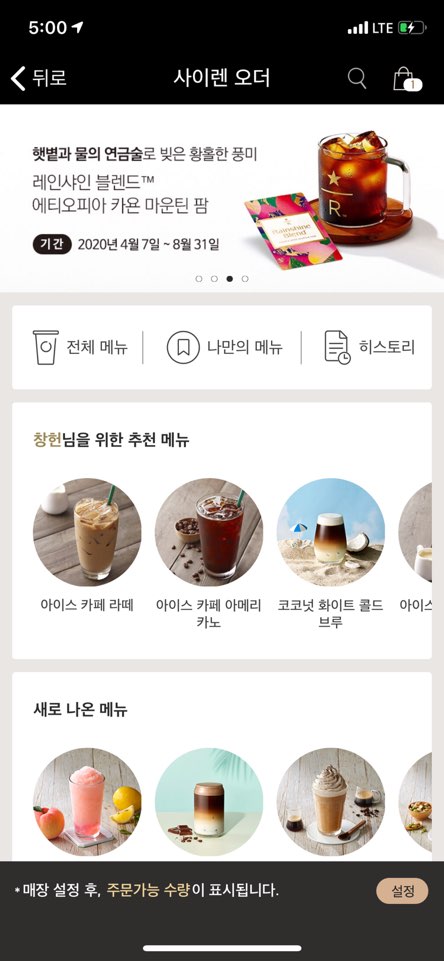 5:00
LTE
뒤로
사이렌 오더
1
햇볕과 물의 연금술로 빚은 황홀한 풍미
레인샤인 블렌드™
에티오피아 카욘 마운틴 팜
기간 2020년 4월 7일 ~ 8월 31일
R
Rainshine
Blend
전체 메뉴
나만의 메뉴
히스토리
창헌님을 위한 추천 메뉴
아이스 카페 라떼
아이스 카페 아메리
카노
코코넛 화이트 콜드
브루
아이스
새로 나온 메뉴
* 매장 설정 후, 주문가능 수량이 표시됩니다.
설정